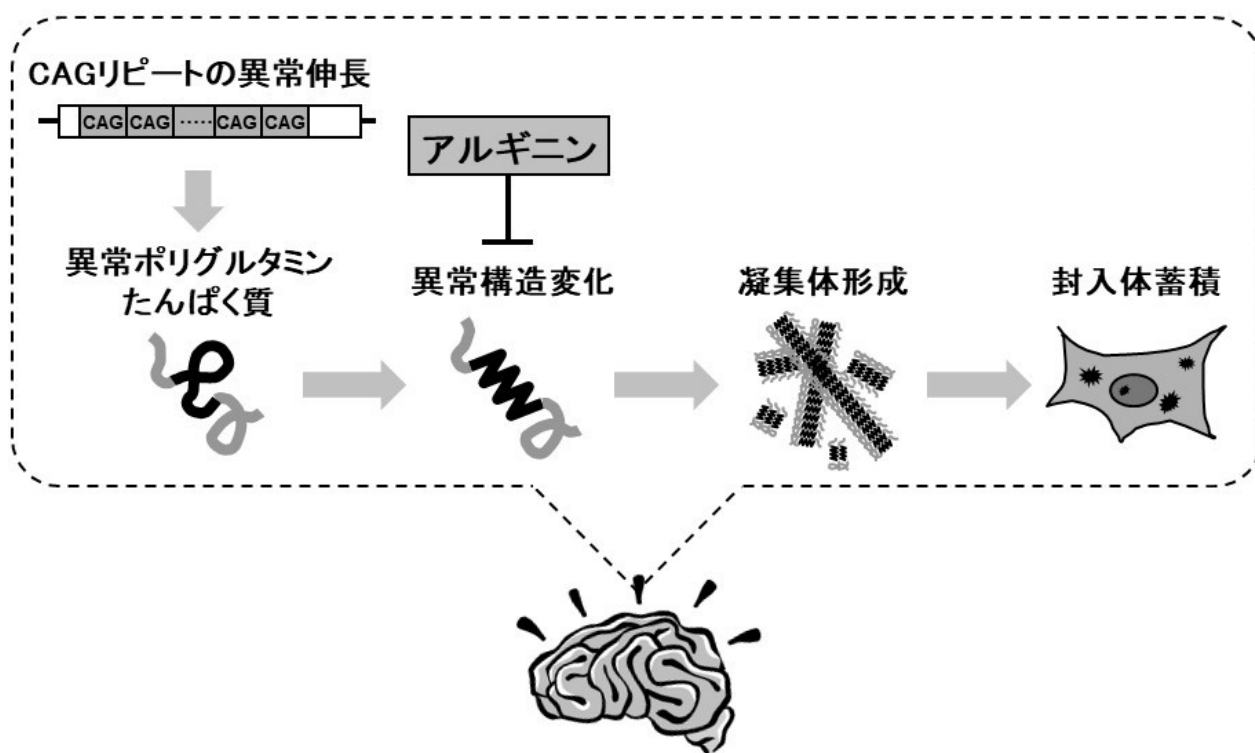 CAGリピートの異常伸長
CAG CAG ····· CAG CAG
アルギニン
異常ポリグルタミン
たんぱく質
異常構造変化
凝集体形成
封入体蓄積